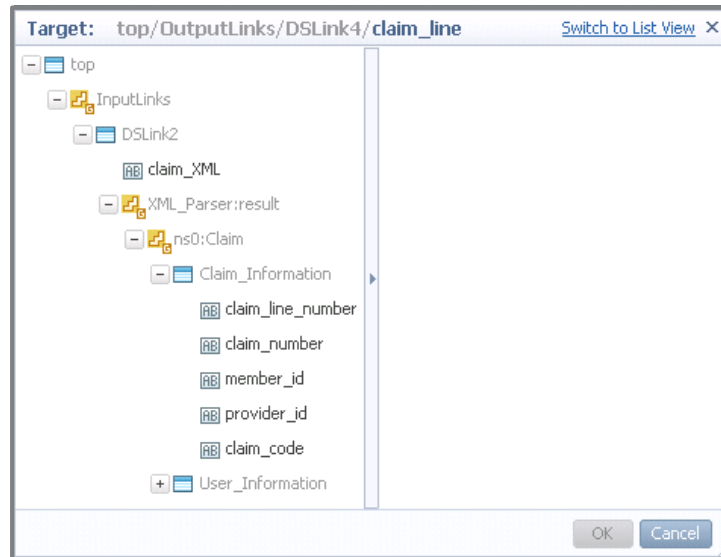 Target: top/OutputLinks/DSLink4/claim_line Switch to List View
top
InputLinks
DSLink2
claim_XML
XML_Parser:result
ns0:Claim
Claim_Information
claim_line_number
claim_number
member_id
provider_id
claim_code
User_Information
OK Cancel